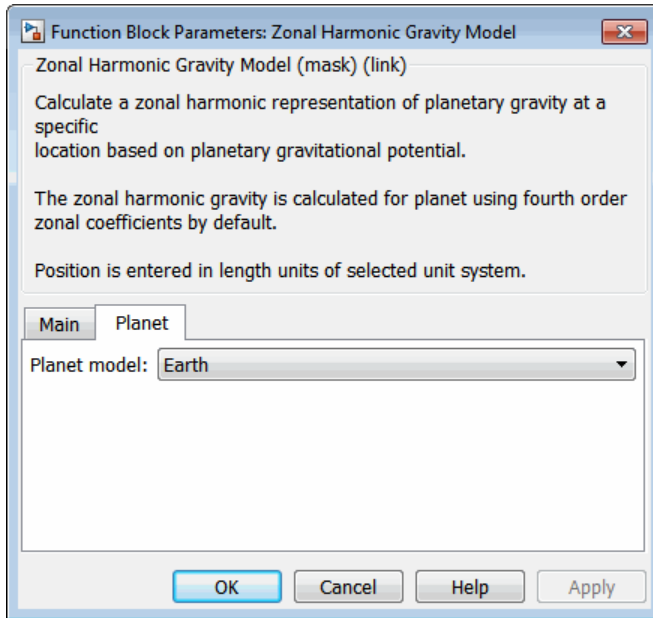 Function Block Parameters: Zonal Harmonic Gravity Model
Zonal Harmonic Gravity Model (mask) (link)
Calculate a zonal harmonic representation of planetary gravity at a
specific
location based on planetary gravitational potential.
The zonal harmonic gravity is calculated for planet using fourth order
zonal coefficients by default.
Position is entered in length units of selected unit system.
Main Planet
Planet model: Earth
OK Cancel Help Apply